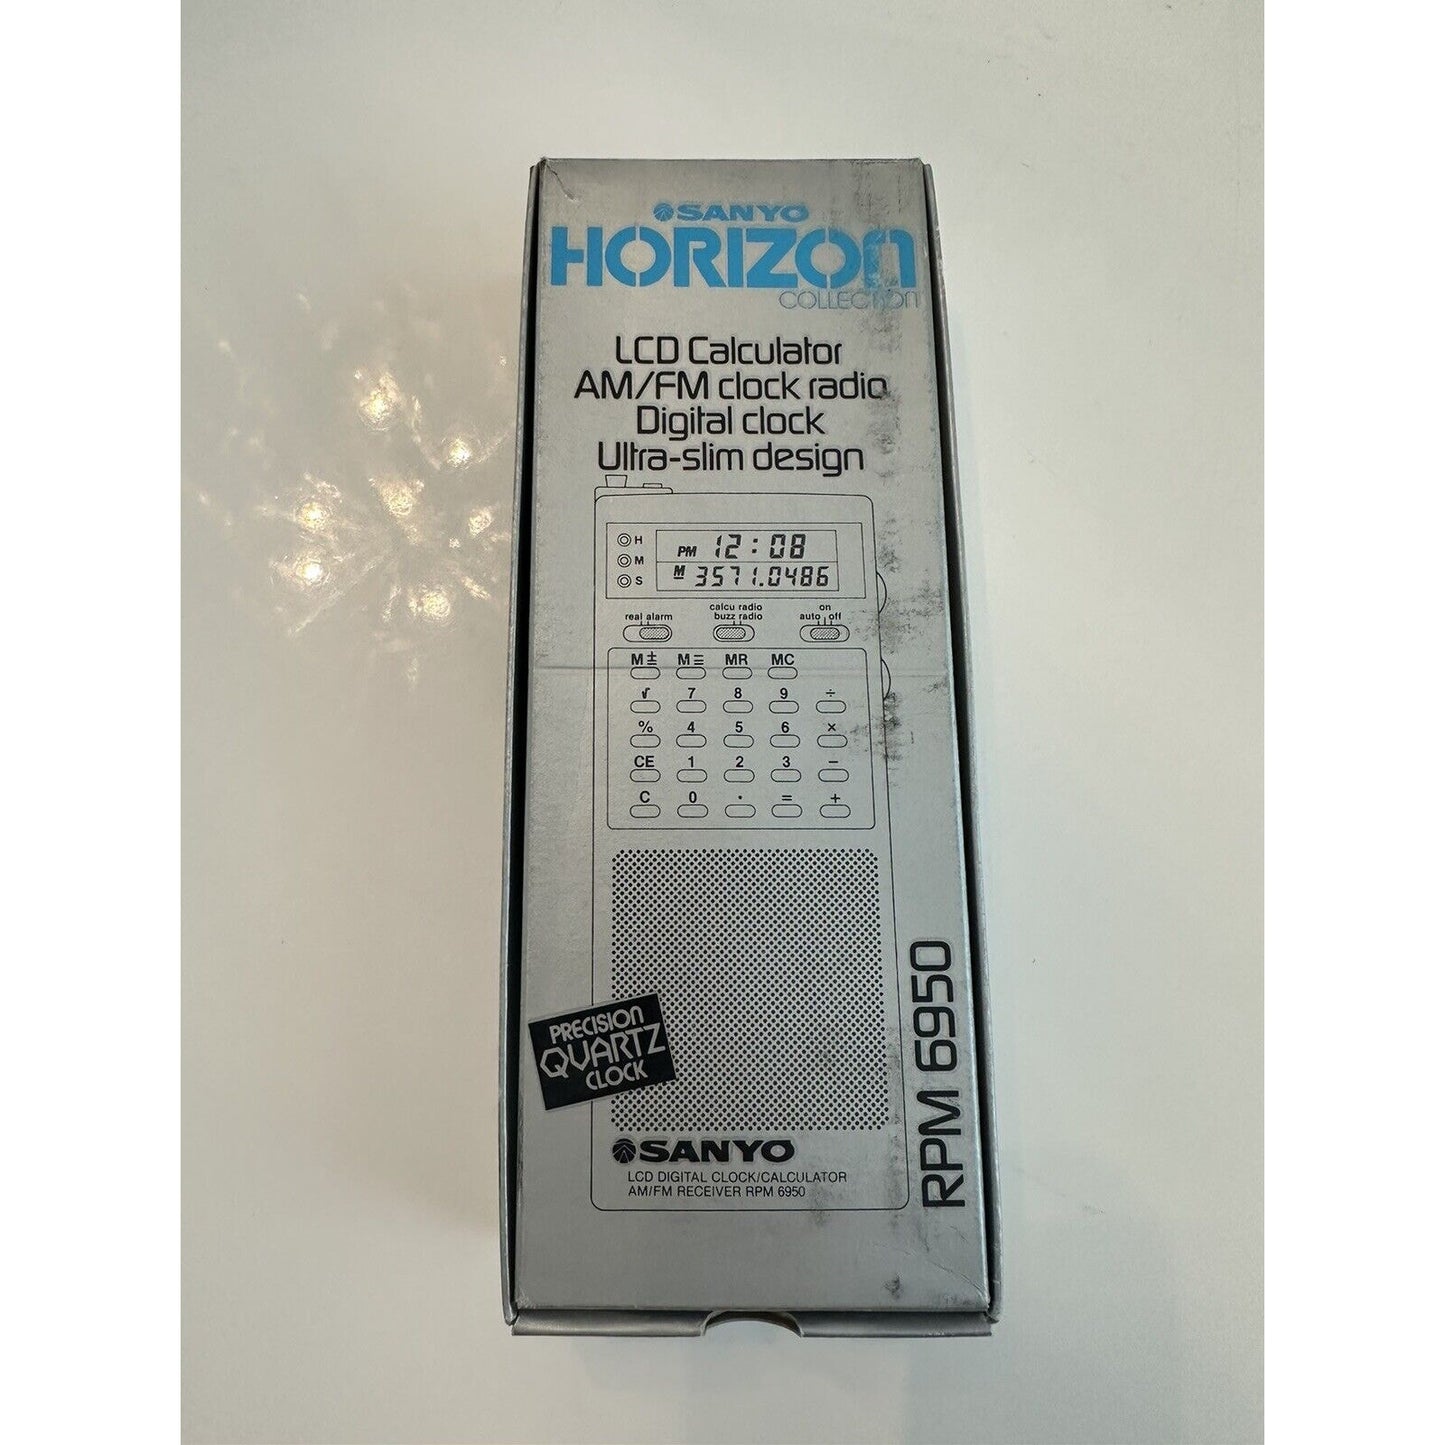 SANYO
HORIZON
COLLECTION
LCD Calculator
AM/FM clock radio
Digital clock
Ultra-slim design
H
M
S
PM 12:08
M 3571.0486
real alarm
calcu radio
buzz radio
on
auto off
M± M= MR MC
√ 7 8 9 ÷
% 4 5 6 ×
CE 1 2 3 −
C 0 · = +
PRECISION
QUARTZ
CLOCK
SANYO
LCD DIGITAL CLOCK/CALCULATOR
AM/FM RECEIVER RPM 6950
RPM 6950